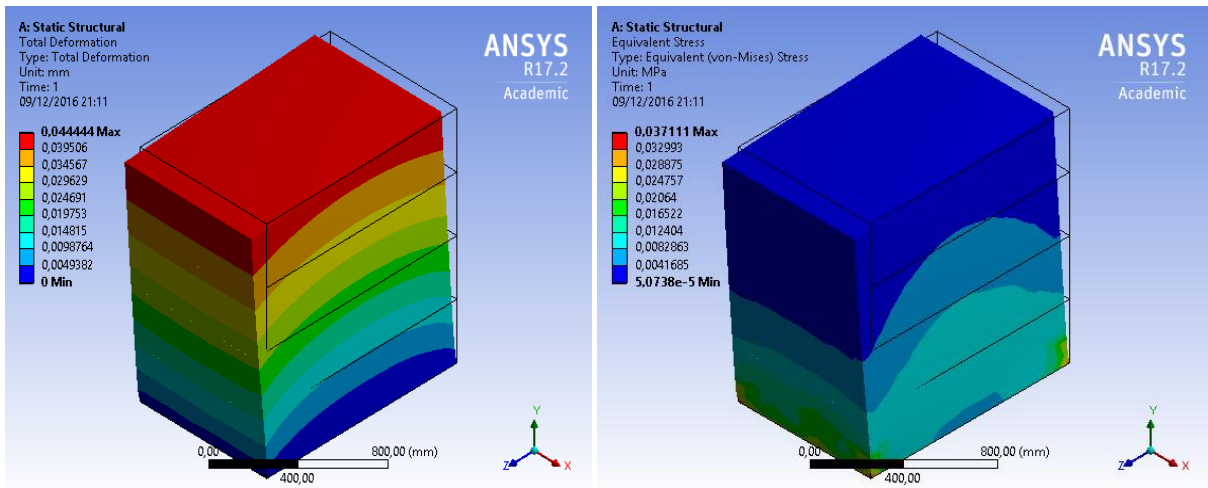 A: Static Structural
Total Deformation
Type: Total Deformation
Unit: mm
Time: 1
09/12/2016 21:11
ANSYS
R17.2
Academic
0,044444 Max
0,039506
0,034567
0,029629
0,024691
0,019753
0,014815
0,0098764
0,0049382
0 Min
0,00
800,00 (mm)
400,00
Y
Z
X
A: Static Structural
Equivalent Stress
Type: Equivalent (von-Mises) Stress
Unit: MPa
Time: 1
09/12/2016 21:11
ANSYS
R17.2
Academic
0,037111 Max
0,032993
0,028875
0,024757
0,02064
0,016522
0,012404
0,0082863
0,0041685
5,0738e-5 Min
0,00
800,00 (mm)
400,00
Y
Z
X